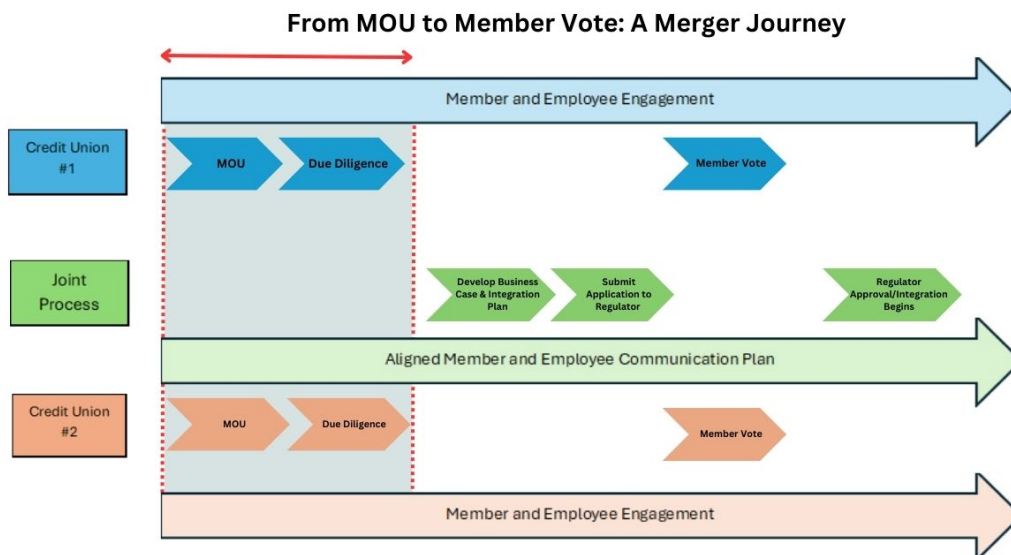 From MOU to Member Vote: A Merger Journey
Member and Employee Engagement
Credit Union
#1
MOU
Due Diligence
Member Vote
Joint
Process
Develop Business
Case & Integration
Plan
Submit
Application to
Regulator
Regulator
Approval/Integration
Begins
Aligned Member and Employee Communication Plan
Credit Union
#2
MOU
Due Diligence
Member Vote
Member and Employee Engagement